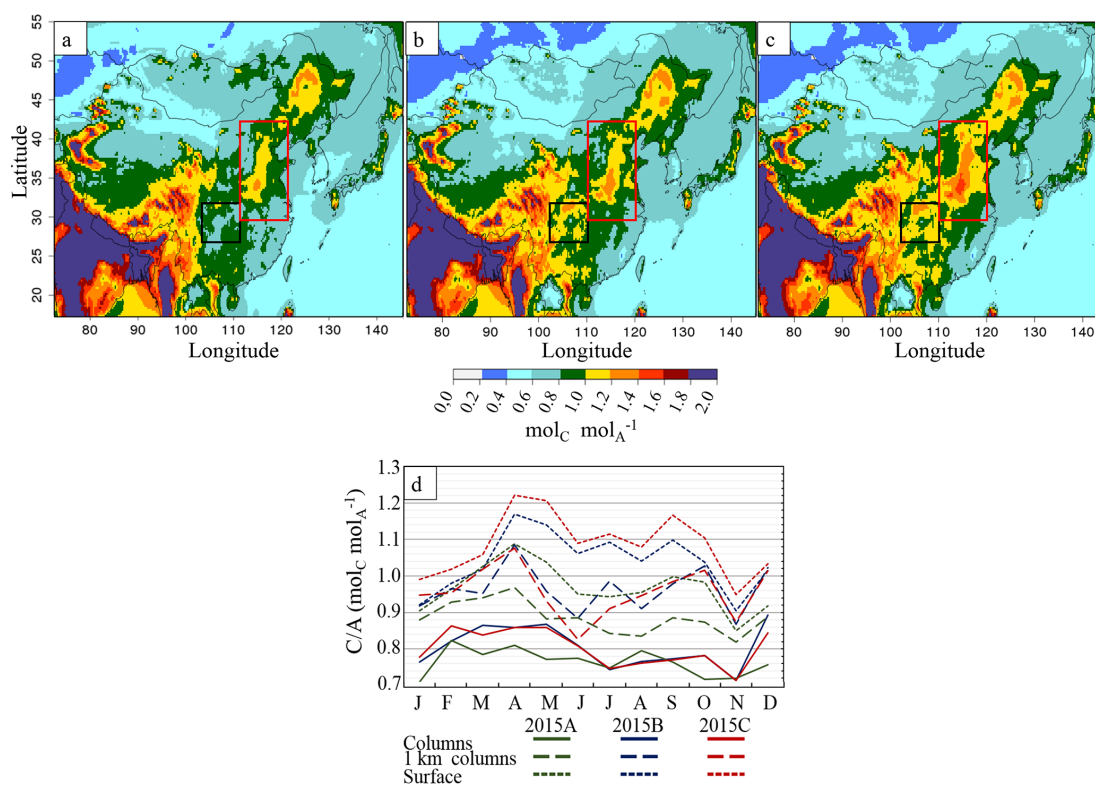 a
b
c
55
50
45
40
35
30
25
20
Latitude
80 90 100 110 120 130 140
80 90 100 110 120 130 140
80 90 100 110 120 130 140
Longitude
Longitude
Longitude
0,0 0.2 0.4 0.6 0.8 1.0 1.2 1.4 1.6 1.8 2.0
mol_C mol_A^-1
d
1.3
1.2
1.1
1.0
0.9
0.8
0.7
C/A (mol_C mol_A^-1)
J F M A M J J A S O N D
2015A 2015B 2015C
Columns
1 km columns
Surface